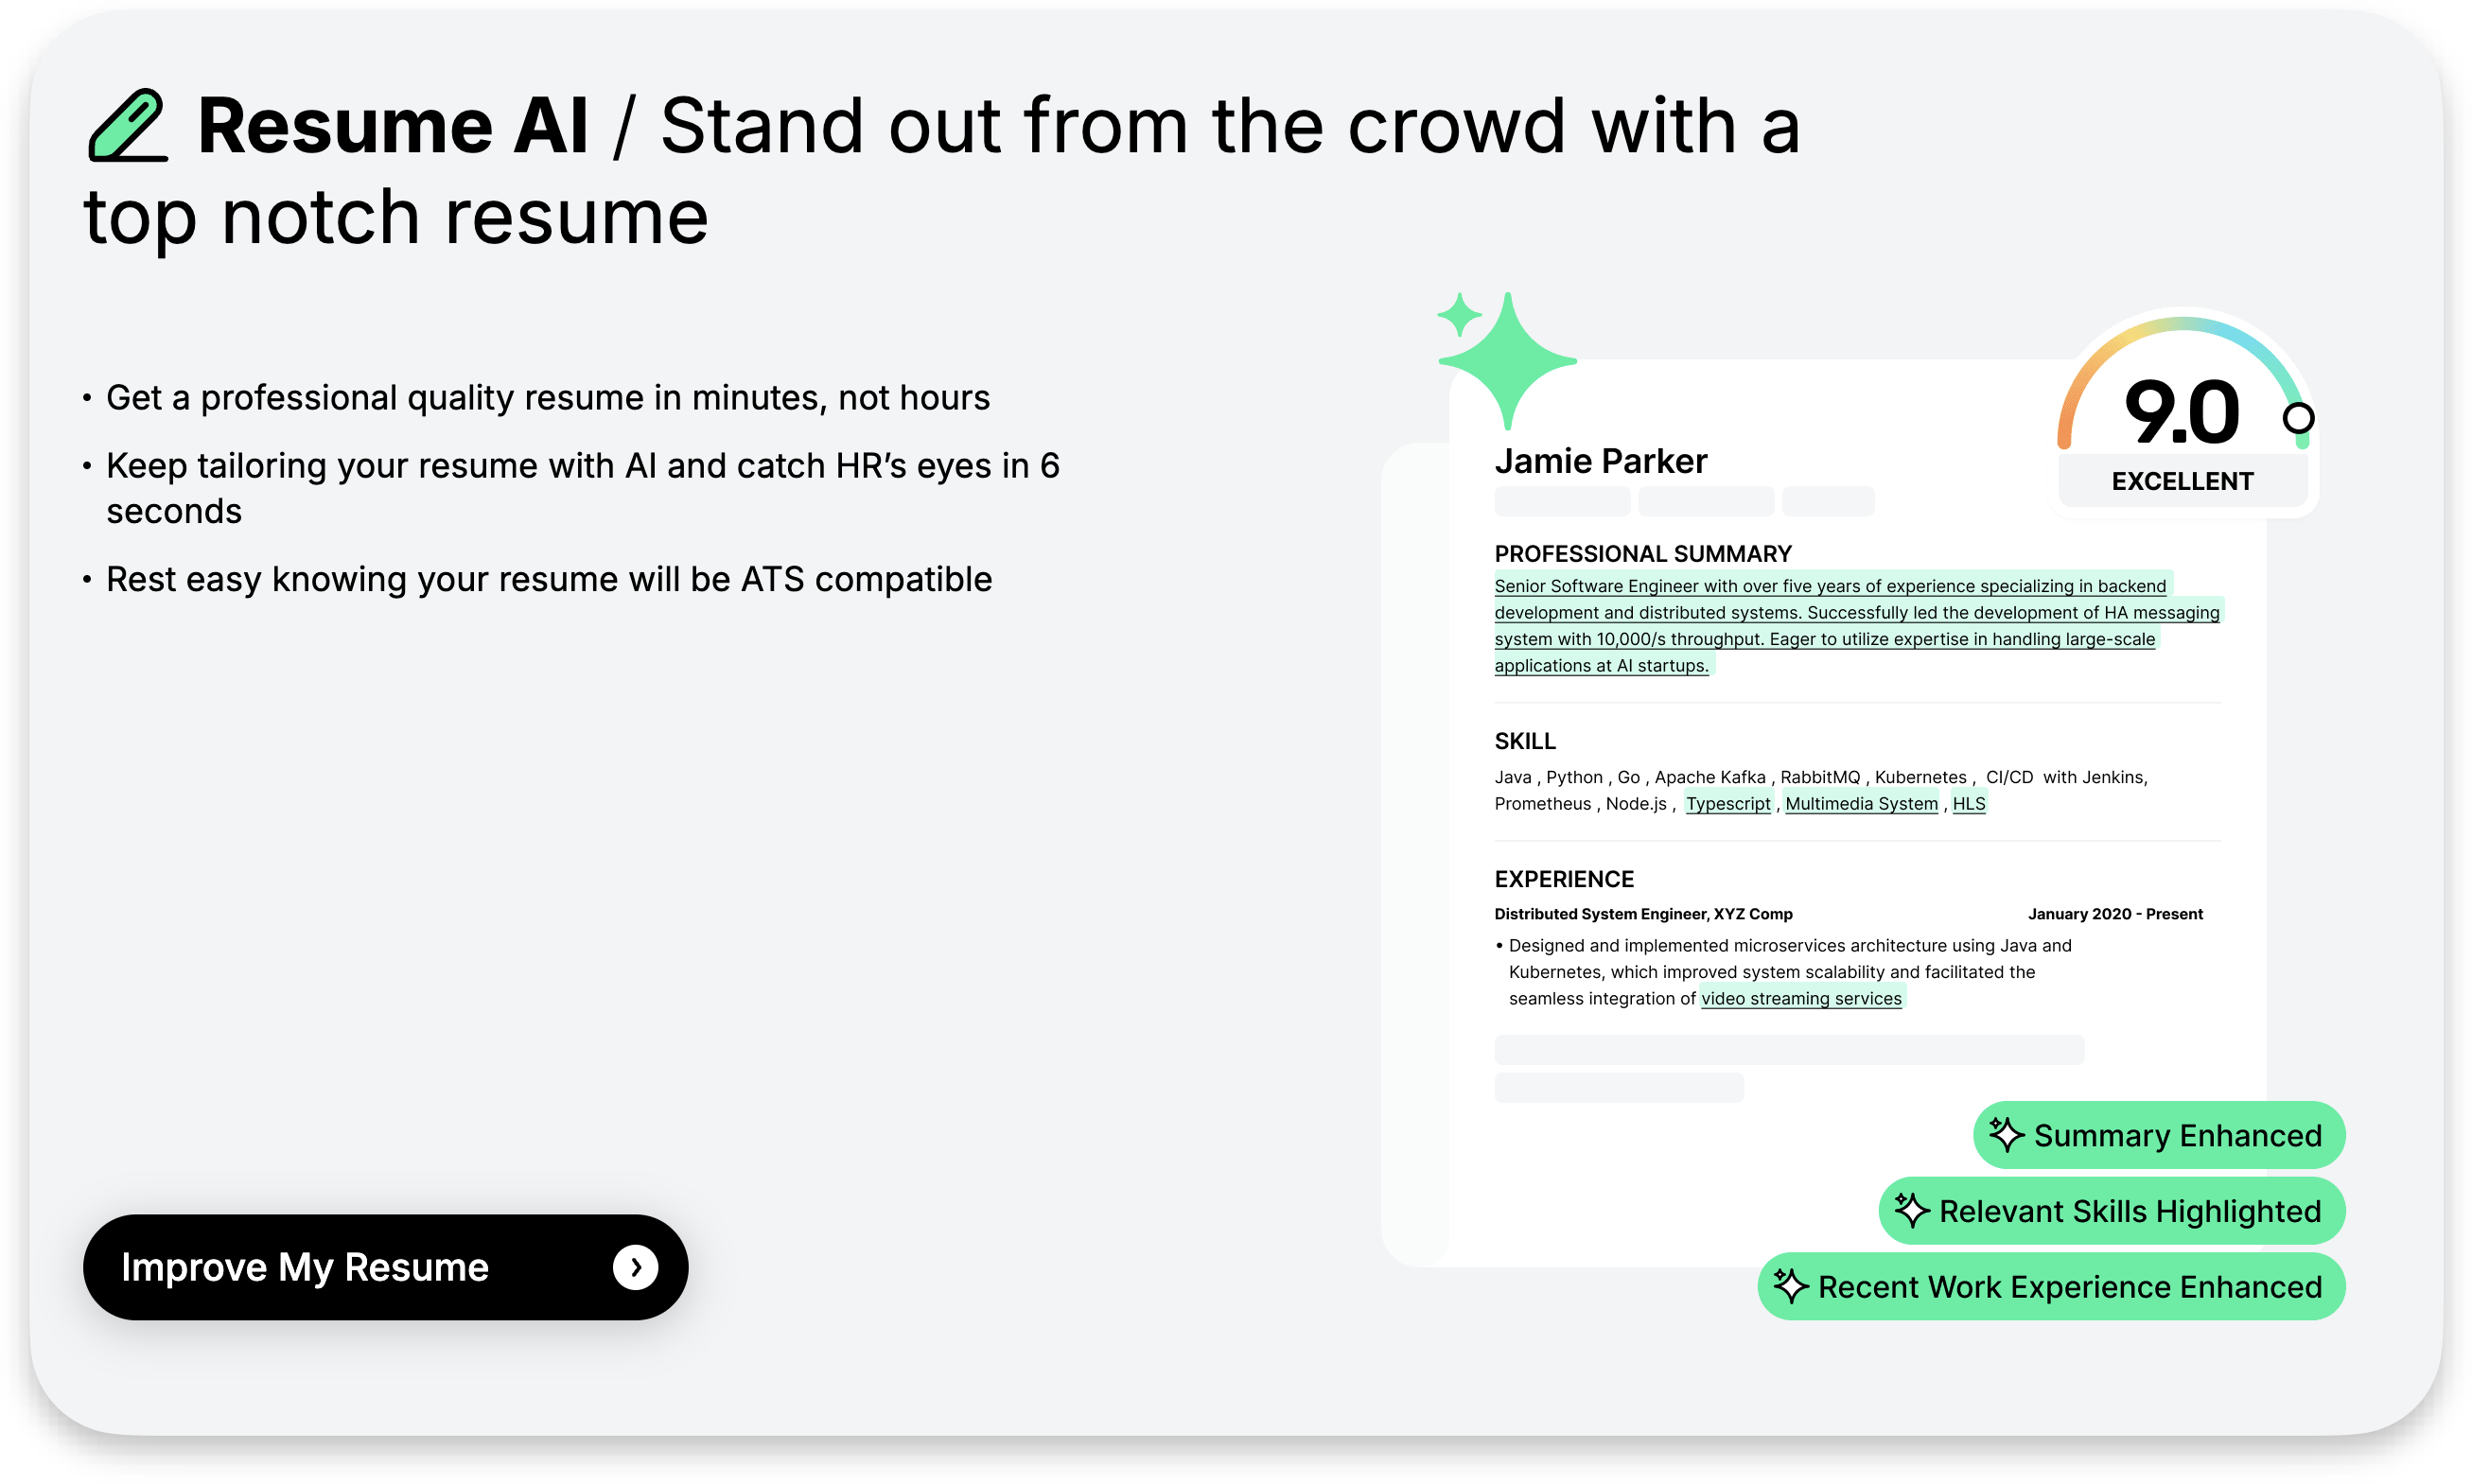 Resume AI / Stand out from the crowd with a
top notch resume
• Get a professional quality resume in minutes, not hours
• Keep tailoring your resume with AI and catch HR’s eyes in 6
seconds
• Rest easy knowing your resume will be ATS compatible
Improve My Resume
9.0
EXCELLENT
Jamie Parker
PROFESSIONAL SUMMARY
Senior Software Engineer with over five years of experience specializing in backend
development and distributed systems. Successfully led the development of HA messaging
system with 10,000/s throughput. Eager to utilize expertise in handling large-scale
applications at AI startups.
SKILL
Java , Python , Go , Apache Kafka , RabbitMQ , Kubernetes , CI/CD with Jenkins,
Prometheus , Node.js , Typescript , Multimedia System , HLS
EXPERIENCE
Distributed System Engineer, XYZ Comp January 2020 - Present
• Designed and implemented microservices architecture using Java and
Kubernetes, which improved system scalability and facilitated the
seamless integration of video streaming services
Summary Enhanced
Relevant Skills Highlighted
Recent Work Experience Enhanced